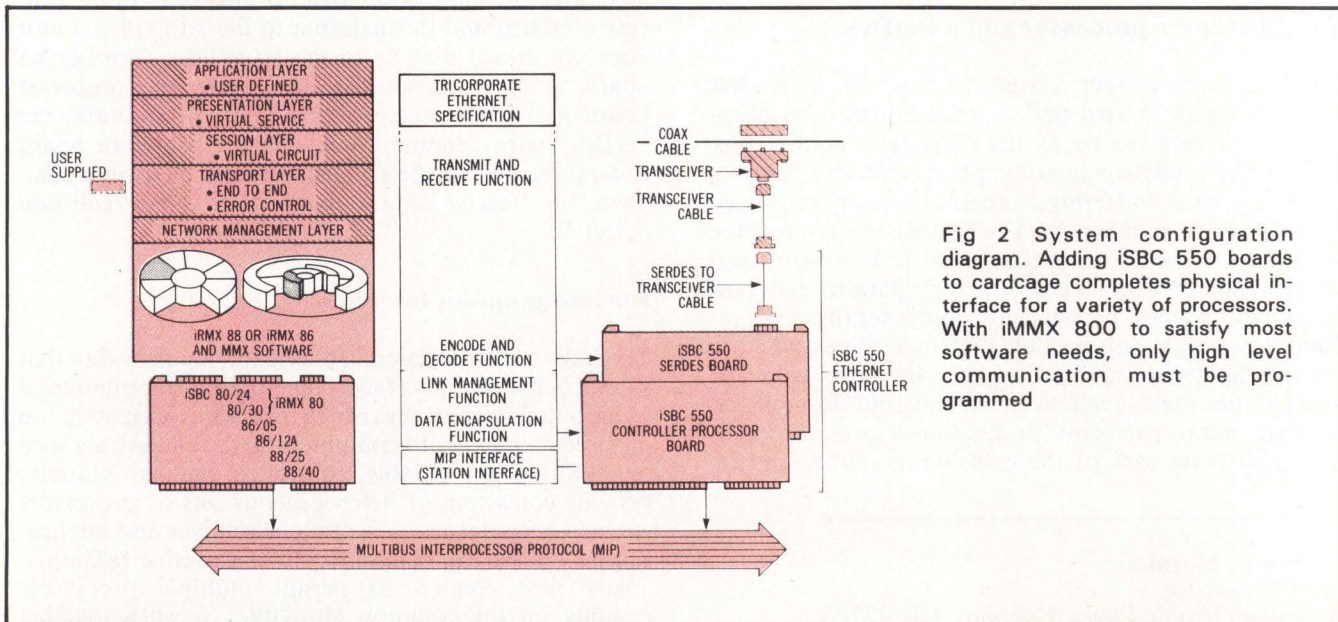 APPLICATION LAYER
• USER DEFINED
PRESENTATION LAYER
• VIRTUAL SERVICE
SESSION LAYER
• VIRTUAL CIRCUIT
TRANSPORT LAYER
• END TO END
• ERROR CONTROL
NETWORK MANAGEMENT LAYER
USER
SUPPLIED
iRMX 88 OR iRMX 86
AND MMX SOFTWARE
iSBC 80/24
80/30
iRMX 80
86/05
86/12A
88/25
88/40
TRICORPORATE
ETHERNET
SPECIFICATION
TRANSMIT AND
RECEIVE FUNCTION
ENCODE AND
DECODE FUNCTION
LINK MANAGEMENT
FUNCTION
DATA ENCAPSULATION
FUNCTION
MIP INTERFACE
(STATION INTERFACE)
COAX
CABLE
TRANSCEIVER
TRANSCEIVER
CABLE
SERDES TO
TRANSCEIVER
CABLE
iSBC 550
SERDES BOARD
iSBC 550
CONTROLLER PROCESSOR
BOARD
iSBC 550
ETHERNET
CONTROLLER
MULTIBUS INTERPROCESSOR PROTOCOL (MIP)
Fig 2 System configuration
diagram. Adding iSBC 550 boards
to cardcage completes physical in-
terface for a variety of processors.
With iMMX 800 to satisfy most
software needs, only high level
communication must be pro-
grammed